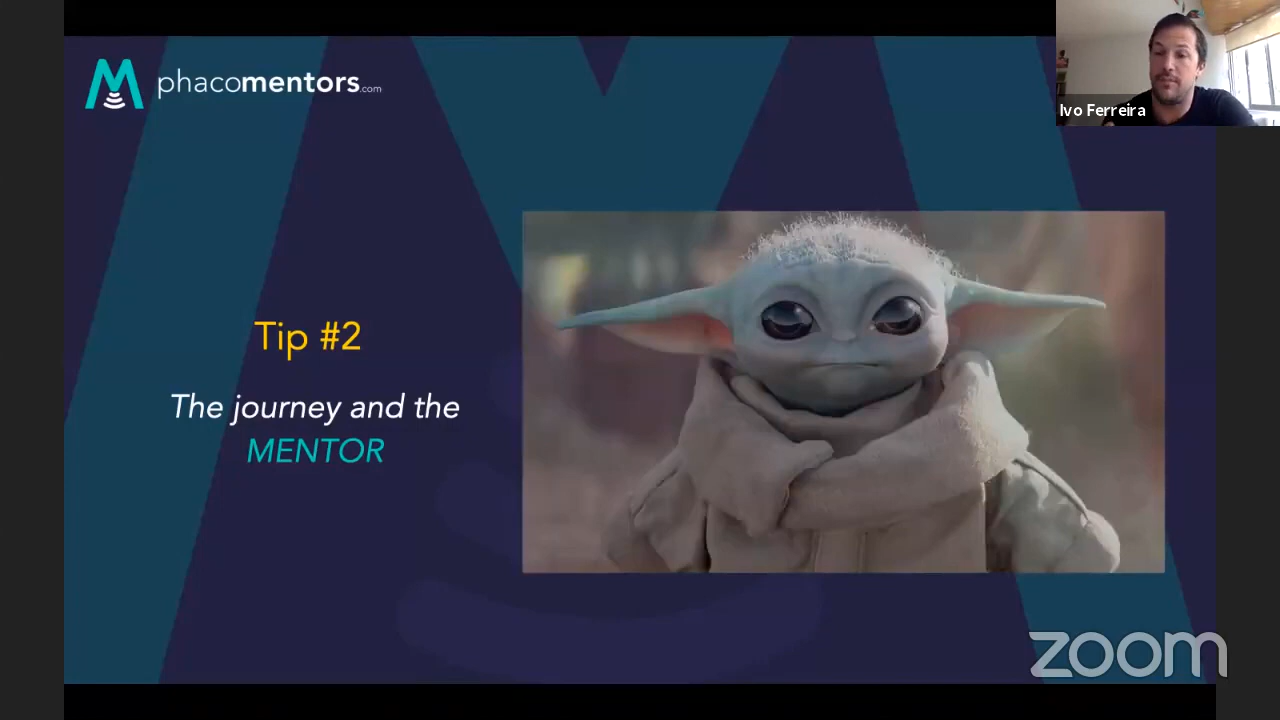 phacomentors.com
Ivo Ferreira
Tip #2
The journey and the
MENTOR
zoom